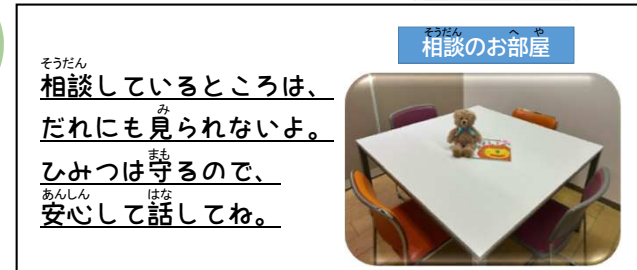 相談しているところは、
だれにも見られないよ。
ひみつは守るので、
安心して話してね。
相談のお部屋